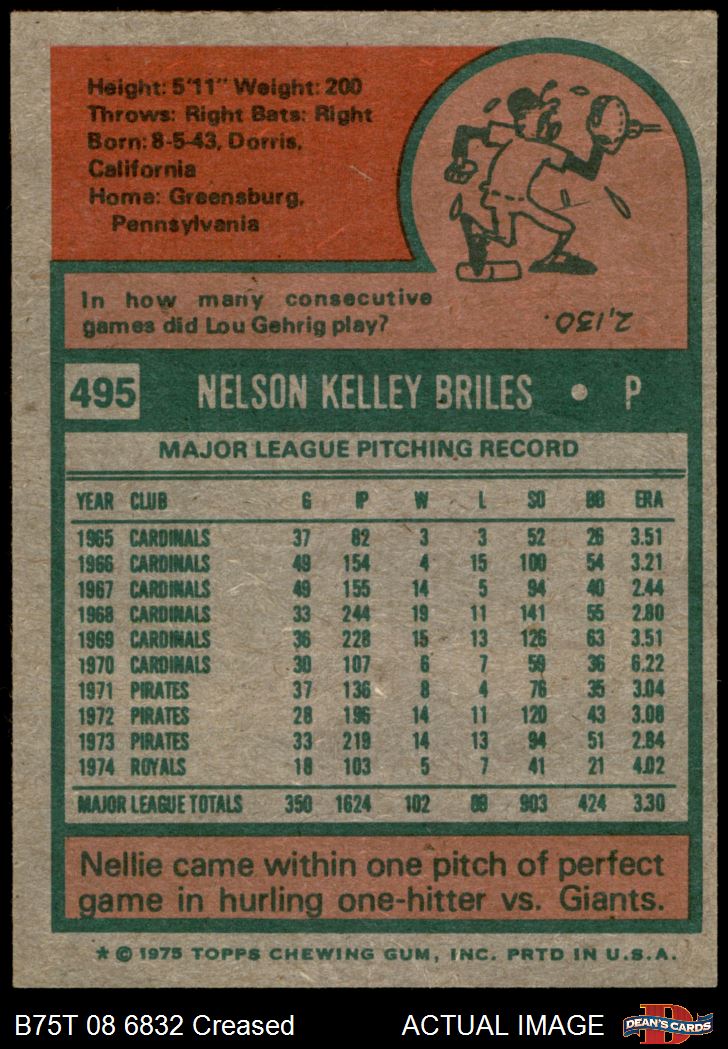 Height: 5'11" Weight: 200
Throws: Right Bats: Right
Born: 8-5-43, Dorris,
California
Home: Greensburg,
Pennsylvania
In how many consecutive
games did Lou Gehrig play?
2,130.
495 NELSON KELLEY BRILES • P
MAJOR LEAGUE PITCHING RECORD
YEAR CLUB G IP W L SO BB ERA
1965 CARDINALS 37 82 3 3 52 26 3.51
1966 CARDINALS 49 154 4 15 100 54 3.21
1967 CARDINALS 49 155 14 5 94 40 2.44
1968 CARDINALS 33 244 19 11 141 55 2.80
1969 CARDINALS 36 228 15 13 126 63 3.51
1970 CARDINALS 30 107 6 7 59 36 6.22
1971 PIRATES 37 136 8 4 76 35 3.04
1972 PIRATES 28 196 14 11 120 43 3.08
1973 PIRATES 33 219 14 13 94 51 2.84
1974 ROYALS 18 103 5 7 41 21 4.02
MAJOR LEAGUE TOTALS 350 1624 102 89 903 424 3.30
Nellie came within one pitch of perfect
game in hurling one-hitter vs. Giants.
* © 1975 TOPPS CHEWING GUM, INC. PRTD IN U.S.A.
B75T 08 6832 Creased ACTUAL IMAGE DEAN'S CARDS